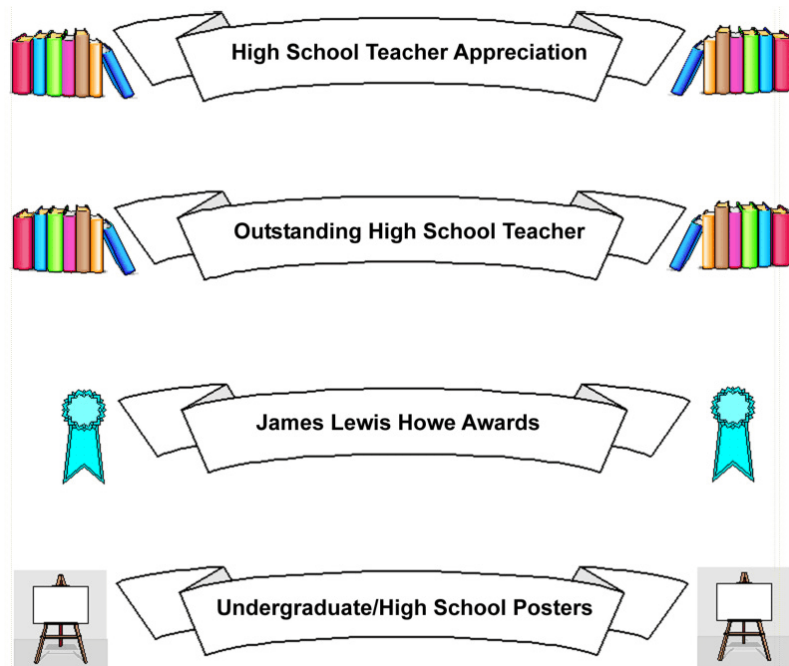 High School Teacher Appreciation
Outstanding High School Teacher
James Lewis Howe Awards
Undergraduate/High School Posters